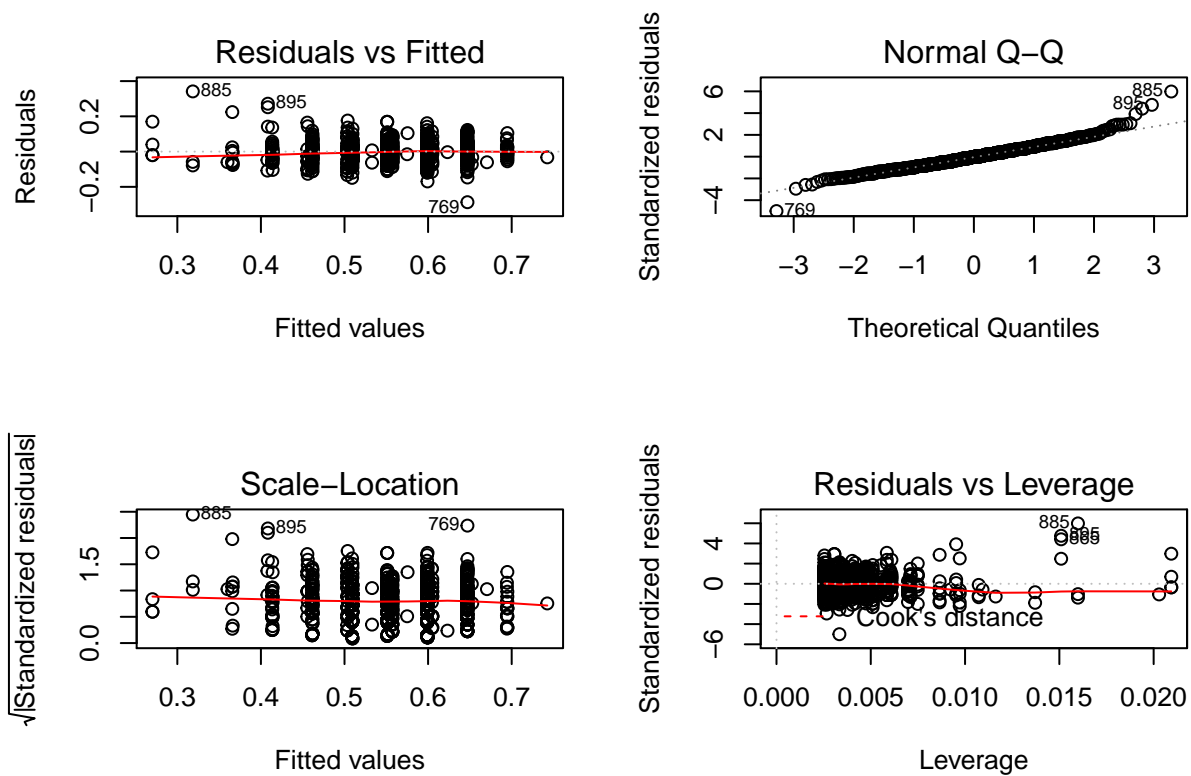 Residuals vs Fitted
Residuals
0.2
−0.2
885
895
769
0.3 0.4 0.5 0.6 0.7
Fitted values
Normal Q−Q
Standardized residuals
6
2
−4
885
895
769
−3 −2 −1 0 1 2 3
Theoretical Quantiles
Scale−Location
√|Standardized residuals|
1.5
0.0
885
895
769
0.3 0.4 0.5 0.6 0.7
Fitted values
Residuals vs Leverage
Standardized residuals
4
0
−6
885
Cook's distance
0.000 0.005 0.010 0.015 0.020
Leverage